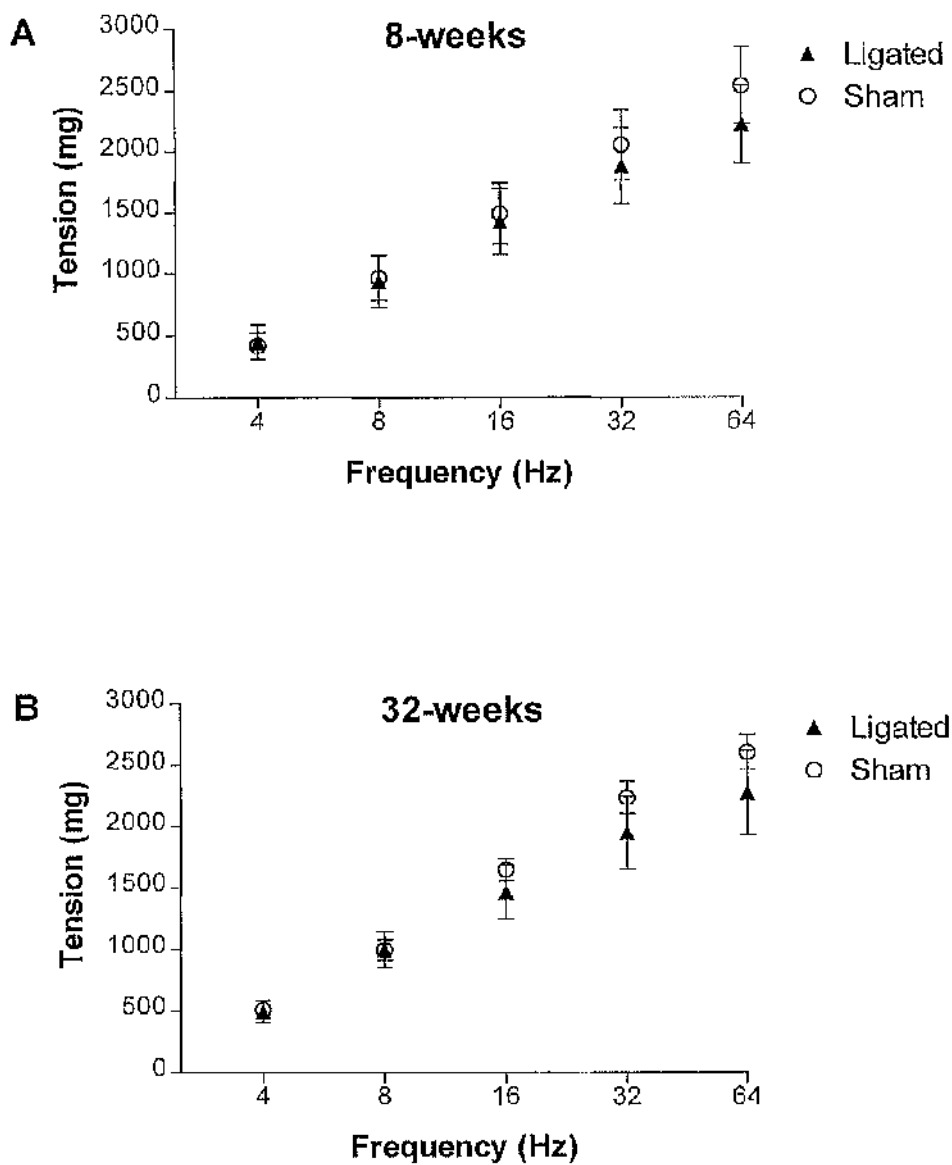 A
8-weeks
Ligated
Sham
3000
2500
2000
1500
1000
500
0
Tension (mg)
4 8 16 32 64
Frequency (Hz)
B
32-weeks
Ligated
Sham
3000
2500
2000
1500
1000
500
0
Tension (mg)
4 8 16 32 64
Frequency (Hz)